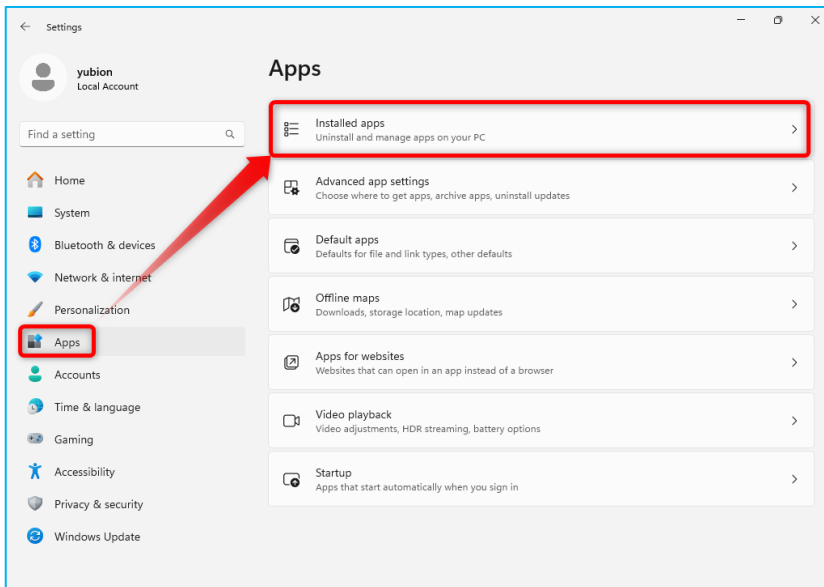 Settings
yubion
Local Account
Find a setting
Home
System
Bluetooth & devices
Network & internet
Personalization
Apps
Accounts
Time & language
Gaming
Accessibility
Privacy & security
Windows Update
Apps
Installed apps
Uninstall and manage apps on your PC
Advanced app settings
Choose where to get apps, archive apps, uninstall updates
Default apps
Defaults for file and link types, other defaults
Offline maps
Downloads, storage location, map updates
Apps for websites
Websites that can open in an app instead of a browser
Video playback
Video adjustments, HDR streaming, battery options
Startup
Apps that start automatically when you sign in